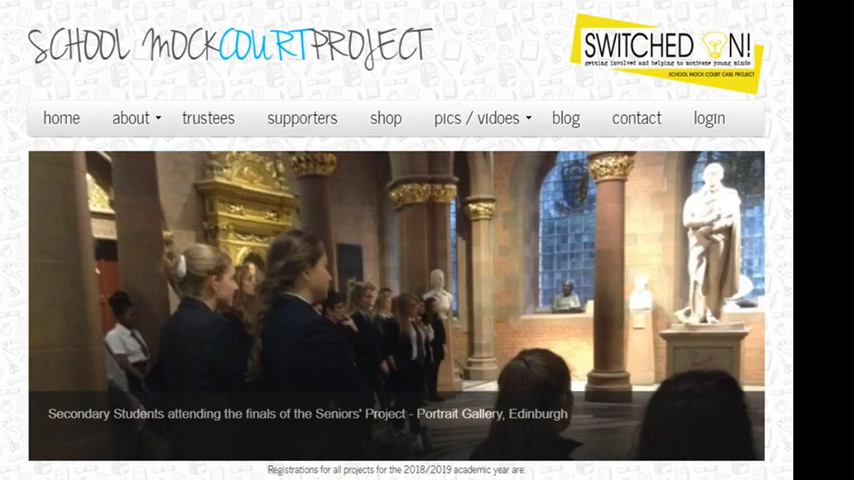 SCHOOL MOCKCOURTPROJECT
SWITCHED ON!
getting involved and helping to motivate young minds
SCHOOL MOCK COURT CASE PROJECT
home about trustees supporters shop pics / vidoes blog contact login
Secondary Students attending the finals of the Seniors' Project - Portrait Gallery, Edinburgh
Registrations for all projects for the 2018/2019 academic year are: